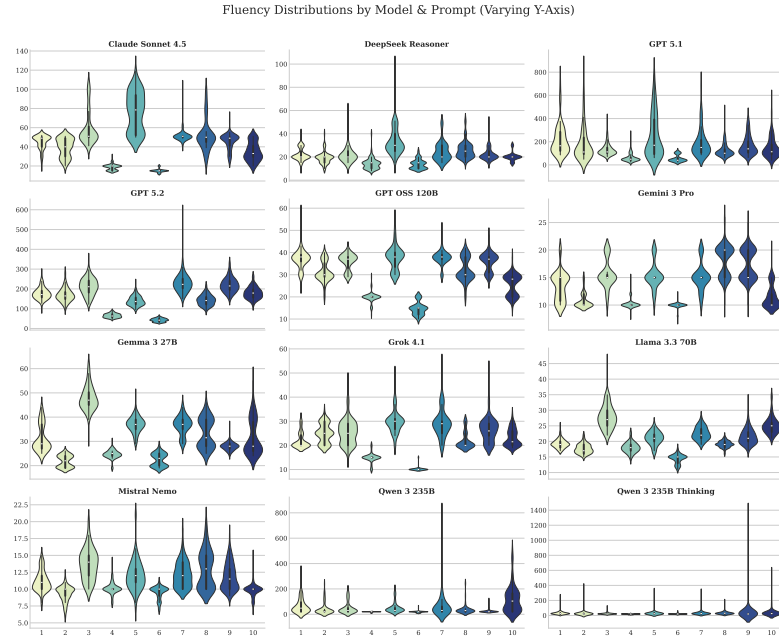 Fluency Distributions by Model & Prompt (Varying Y-Axis)
Claude Sonnet 4.5 DeepSeek Reasoner GPT 5.1
140 120 100 80 60 40 20
100 80 60 40 20 0
800 600 400 200 0
GPT 5.2 GPT OSS 120B Gemini 3 Pro
600 500 400 300 200 100 0
60 50 40 30 20 10
25 20 15 10
Gemma 3 27B Grok 4.1 Llama 3.3 70B
60 50 40 30 20
60 50 40 30 20 10
45 40 35 30 25 20 15 10
Mistral Nemo Qwen 3 235B Qwen 3 235B Thinking
22.5 20.0 17.5 15.0 12.5 10.0 7.5 5.0
800 600 400 200 0
1400 1200 1000 800 600 400 200 0
1 2 3 4 5 6 7 8 9 10 1 2 3 4 5 6 7 8 9 10 1 2 3 4 5 6 7 8 9 10